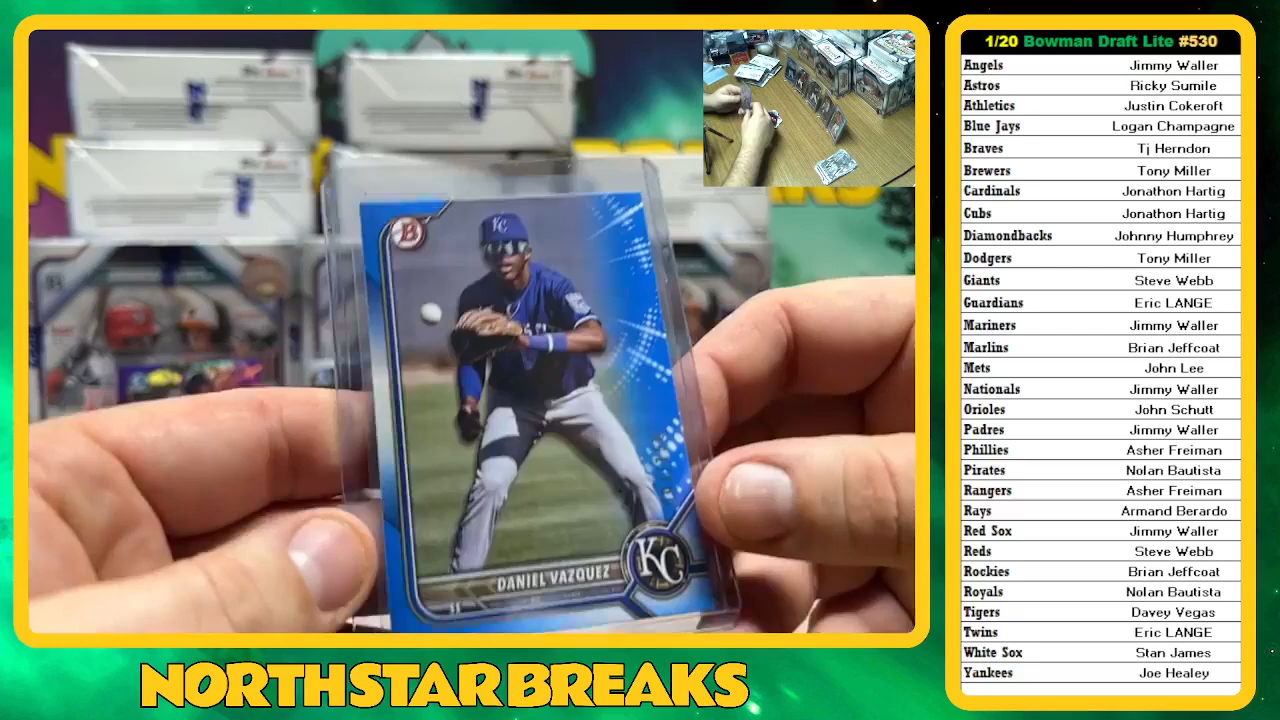 1/20 Bowman Draft Lite #530
Angels Jimmy Waller
Astros Ricky Sumile
Athletics Justin Cokeroft
Blue Jays Logan Champagne
Braves Tj Herndon
Brewers Tony Miller
Cardinals Jonathon Hartig
Cubs Jonathon Hartig
Diamondbacks Johnny Humphrey
Dodgers Tony Miller
Giants Steve Webb
Guardians Eric LANGE
Mariners Jimmy Waller
Marlins Brian Jeffcoat
Mets John Lee
Nationals Jimmy Waller
Orioles John Schutt
Padres Jimmy Waller
Phillies Asher Freiman
Pirates Nolan Bautista
Rangers Asher Freiman
Rays Armand Berardo
Red Sox Jimmy Waller
Reds Steve Webb
Rockies Brian Jeffcoat
Royals Nolan Bautista
Tigers Davey Vegas
Twins Eric LANGE
White Sox Stan James
Yankees Joe Healey
B
KC
DANIEL VAZQUEZ
KC
NORTHSTAR BREAKS